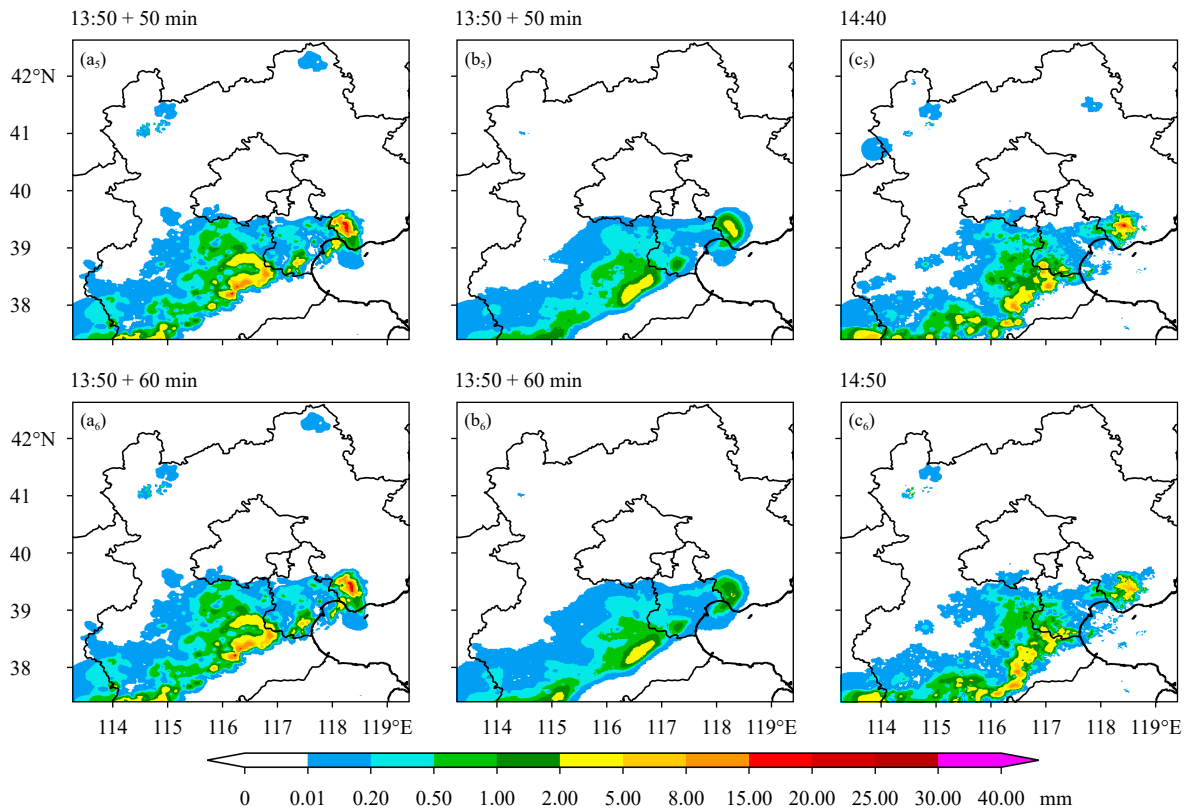 13:50 + 50 min 13:50 + 50 min 14:40
(a₅) (b₅) (c₅)
42°N
41
40
39
38
13:50 + 60 min 13:50 + 60 min 14:50
(a₆) (b₆) (c₆)
42°N
41
40
39
38
114 115 116 117 118 119°E 114 115 116 117 118 119°E 114 115 116 117 118 119°E
0 0.01 0.20 0.50 1.00 2.00 5.00 8.00 15.00 20.00 25.00 30.00 40.00 mm